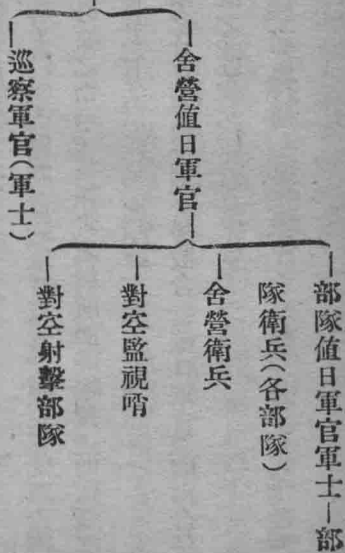 舍營値日軍官
部隊値日軍官軍士—部
隊衛兵(各部隊)
舍營衛兵
對空監視哨
對空射擊部隊
巡察軍官(軍士)